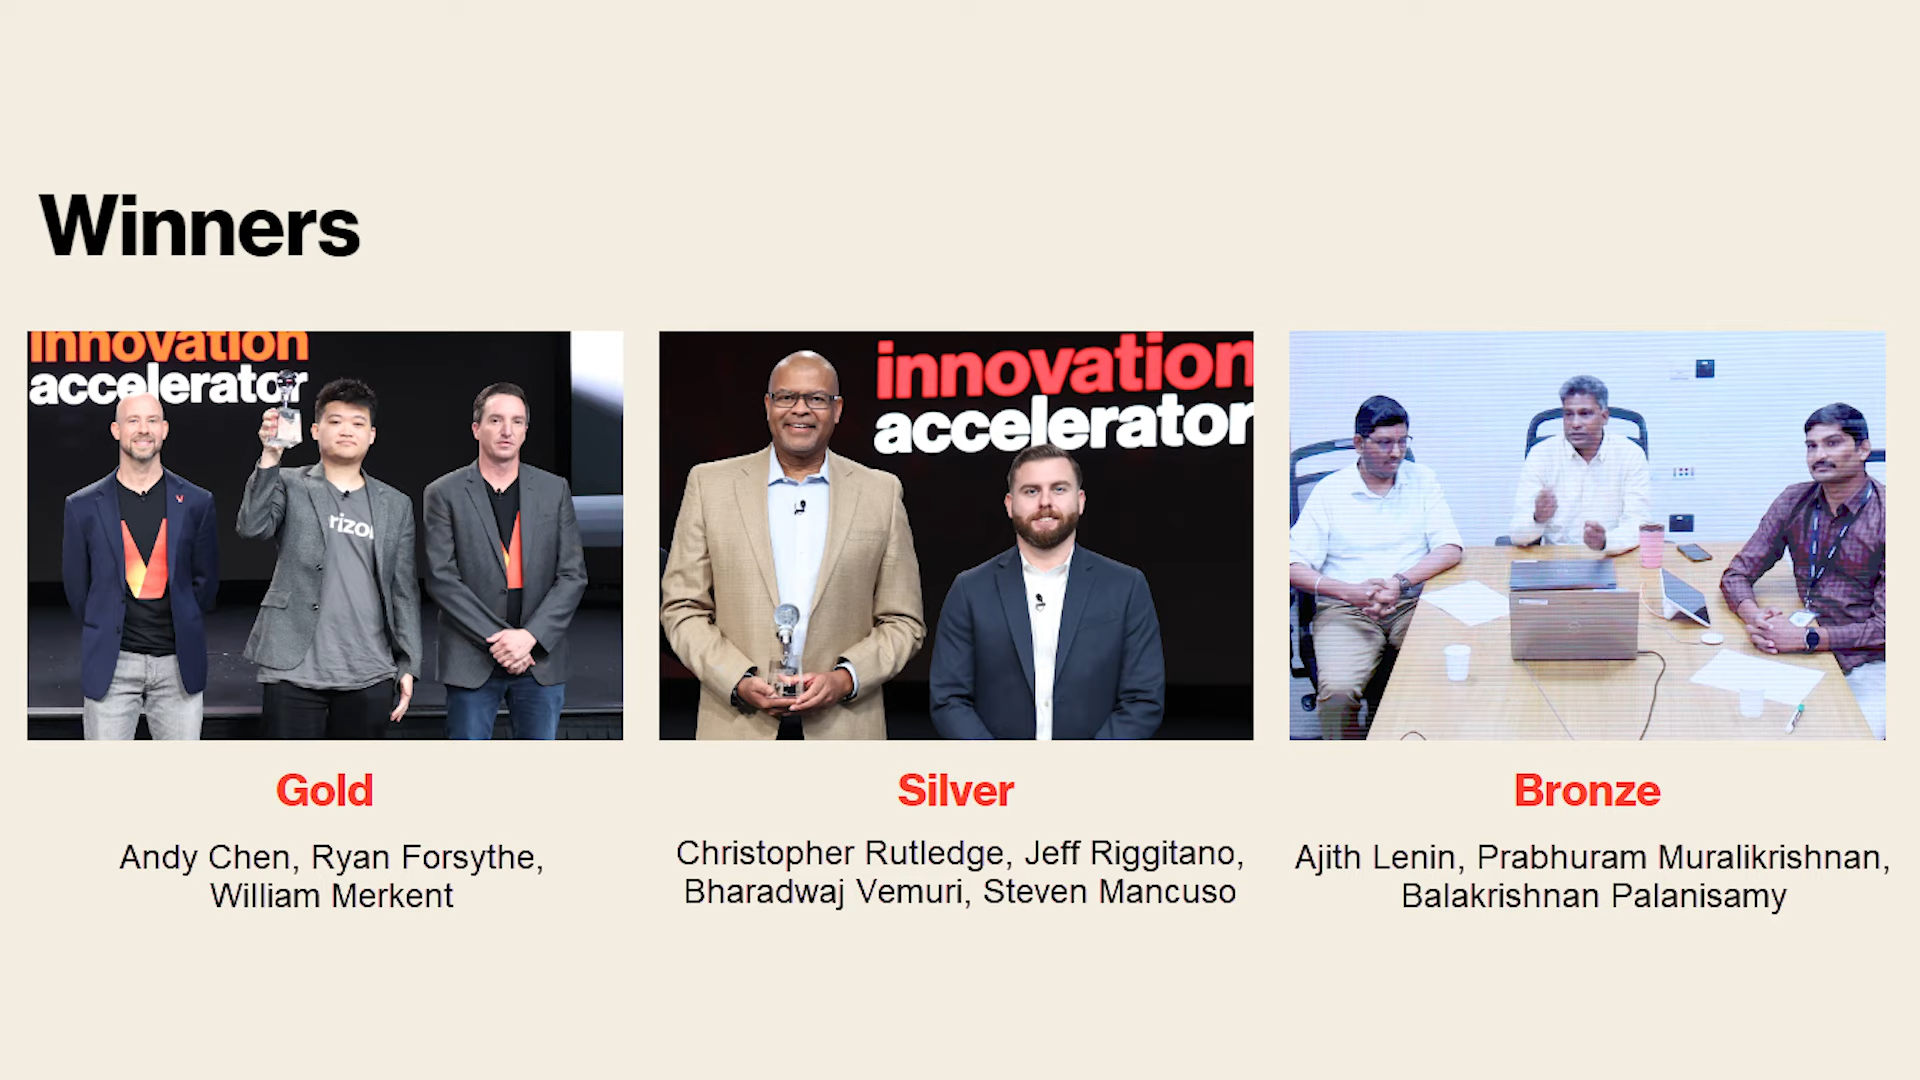 Winners
innovation
accelerator
rizon
innovation
accelerator
Gold
Silver
Bronze
Andy Chen, Ryan Forsythe,
William Merkent
Christopher Rutledge, Jeff Riggitano,
Bharadwaj Vemuri, Steven Mancuso
Ajith Lenin, Prabhuram Muralikrishnan,
Balakrishnan Palanisamy